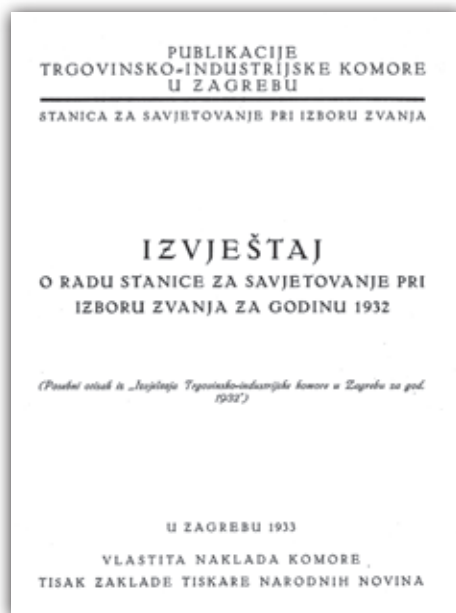 PUBLIKACIJE
TRGOVINSKO-INDUSTRIJSKE KOMORE
U ZAGREBU
STANICA ZA SAVJETOVANJE PRI IZBORU ZVANJA
IZVJEŠTAJ
O RADU STANICE ZA SAVJETOVANJE PRI
IZBORU ZVANJA ZA GODINU 1932
(Posebni otisak iz „Izvještaja Trgovinsko-industrijske komore u Zagrebu za god.
1932")
U ZAGREBU 1933
VLASTITA NAKLADA KOMORE
TISAK ZAKLADE TISKARE NARODNIH NOVINA